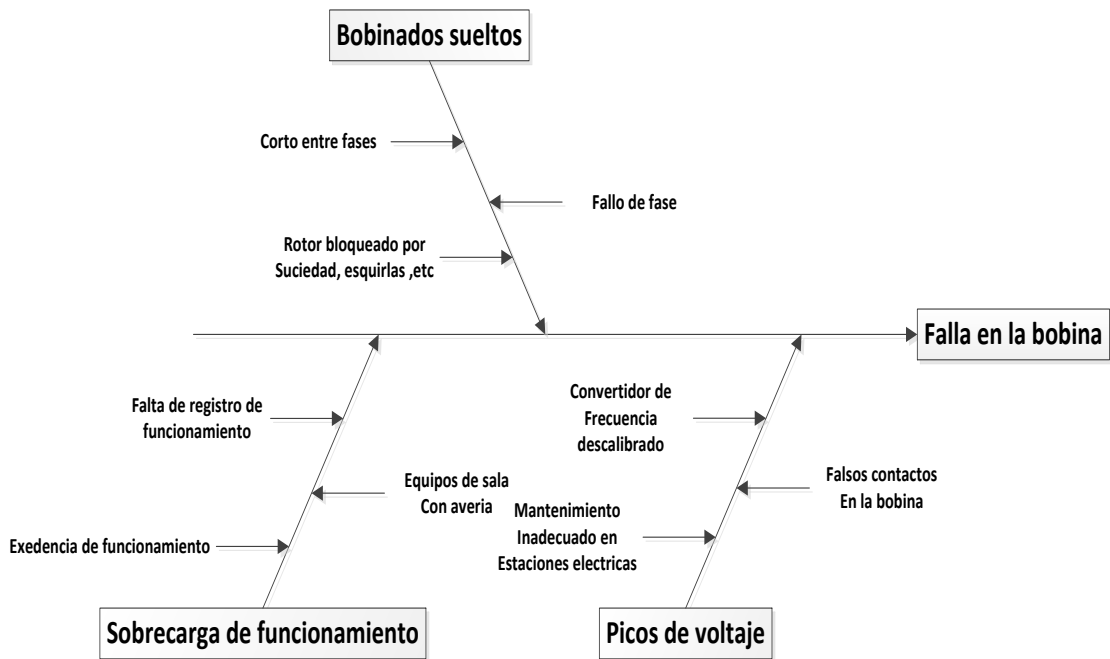 Bobinados sueltos
Corto entre fases
Fallo de fase
Rotor bloqueado por
Suciedad, esquirlas ,etc
Falla en la bobina
Falta de registro de
funcionamiento
Equipos de sala
Con averia
Exedencia de funcionamiento
Sobrecarga de funcionamiento
Convertidor de
Frecuencia
descalibrado
Falsos contactos
En la bobina
Mantenimiento
Inadecuado en
Estaciones electricas
Picos de voltaje